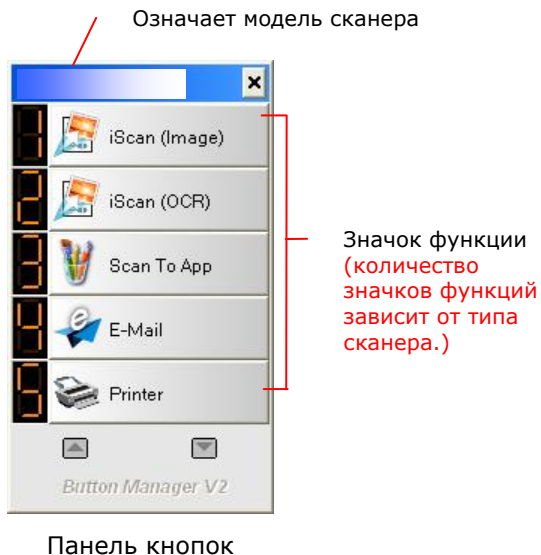 Означает модель сканера
1 iScan (Image)
2 iScan (OCR)
3 Scan To App
4 E-Mail
5 Printer
Button Manager V2
Значок функции
(количество
значков функций
зависит от типа
сканера.)
Панель кнопок